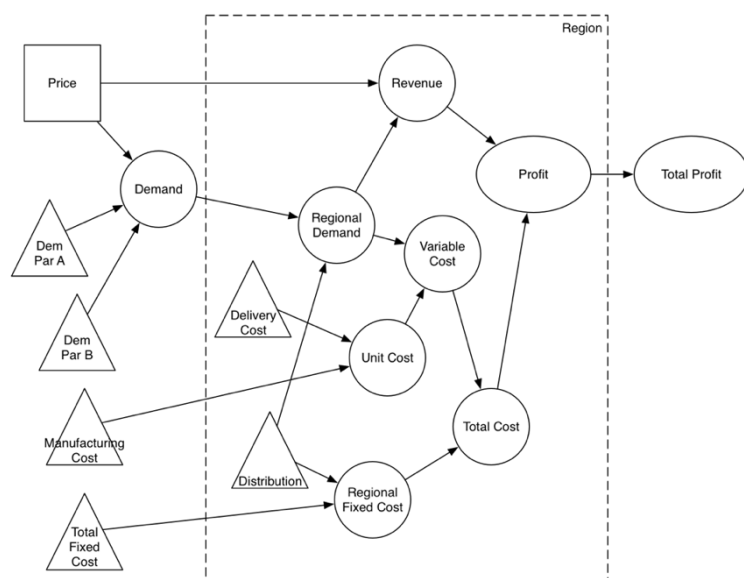 Region
Price
Revenue
Demand
Profit
Total Profit
Regional
Demand
Dem
Par A
Variable
Cost
Delivery
Cost
Dem
Par B
Unit Cost
Manufacturing
Cost
Total Cost
Distribution
Regional
Fixed Cost
Total
Fixed
Cost